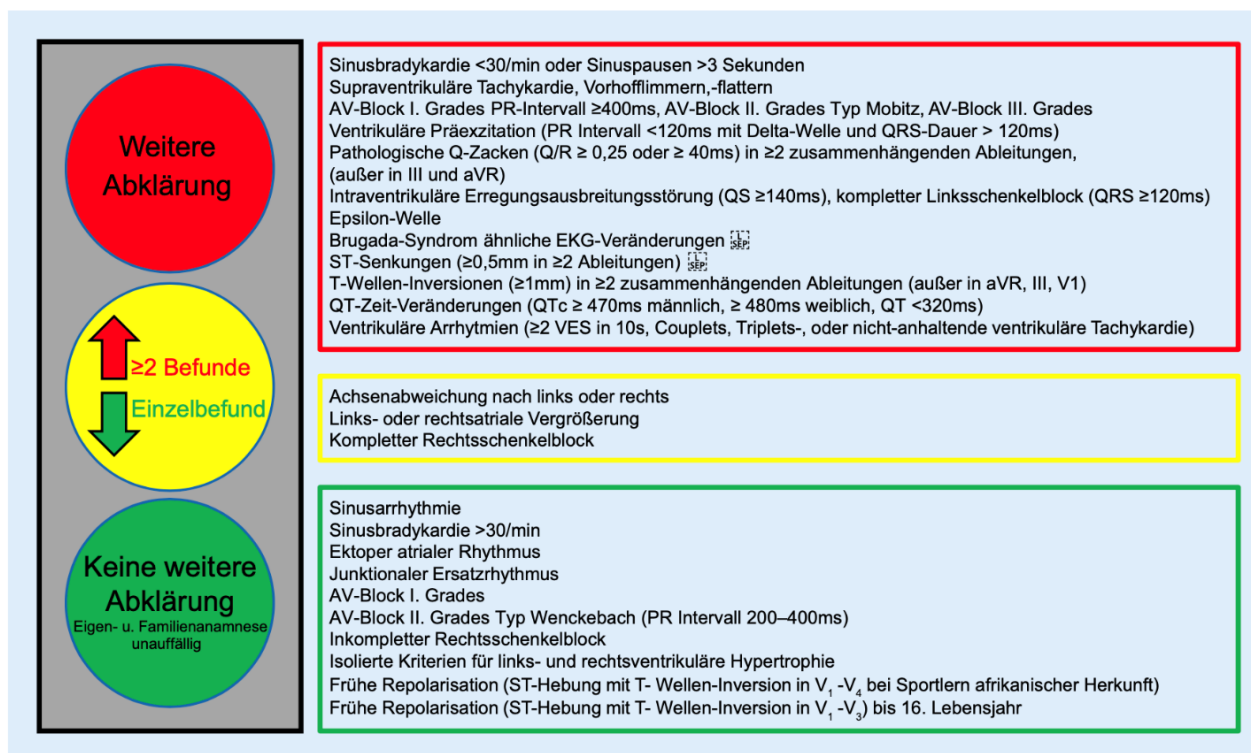 Weitere
Abklärung
Sinusbradykardie <30/min oder Sinuspausen >3 Sekunden
Supraventrikuläre Tachykardie, Vorhofflimmern,-flattern
AV-Block I. Grades PR-Intervall ≥400ms, AV-Block II. Grades Typ Mobitz, AV-Block III. Grades
Ventrikuläre Präexzitation (PR Intervall <120ms mit Delta-Welle und QRS-Dauer > 120ms)
Pathologische Q-Zacken (Q/R ≥ 0,25 oder ≥ 40ms) in ≥2 zusammenhängenden Ableitungen,
(außer in III und aVR)
Intraventrikuläre Erregungsausbreitungsstörung (QS ≥140ms), kompletter Linksschenkelblock (QRS ≥120ms)
Epsilon-Welle
Brugada-Syndrom ähnliche EKG-Veränderungen L SEP
ST-Senkungen (≥0,5mm in ≥2 Ableitungen) L SEP
T-Wellen-Inversionen (≥1mm) in ≥2 zusammenhängenden Ableitungen (außer in aVR, III, V1)
QT-Zeit-Veränderungen (QTc ≥ 470ms männlich, ≥ 480ms weiblich, QT <320ms)
Ventrikuläre Arrhytmien (≥2 VES in 10s, Couplets, Triplets-, oder nicht-anhaltende ventrikuläre Tachykardie)
≥2 Befunde
Einzelbefund
Achsenabweichung nach links oder rechts
Links- oder rechtsatriale Vergrößerung
Kompletter Rechtsschenkelblock
Keine weitere
Abklärung
Eigen- u. Familienanamnese
unauffällig
Sinusarrhythmie
Sinusbradykardie >30/min
Ektoper atrialer Rhythmus
Junktionaler Ersatzrhythmus
AV-Block I. Grades
AV-Block II. Grades Typ Wenckebach (PR Intervall 200–400ms)
Inkompletter Rechtsschenkelblock
Isolierte Kriterien für links- und rechtsventrikuläre Hypertrophie
Frühe Repolarisation (ST-Hebung mit T- Wellen-Inversion in V₁ -V₄ bei Sportlern afrikanischer Herkunft)
Frühe Repolarisation (ST-Hebung mit T- Wellen-Inversion in V₁ -V₃) bis 16. Lebensjahr